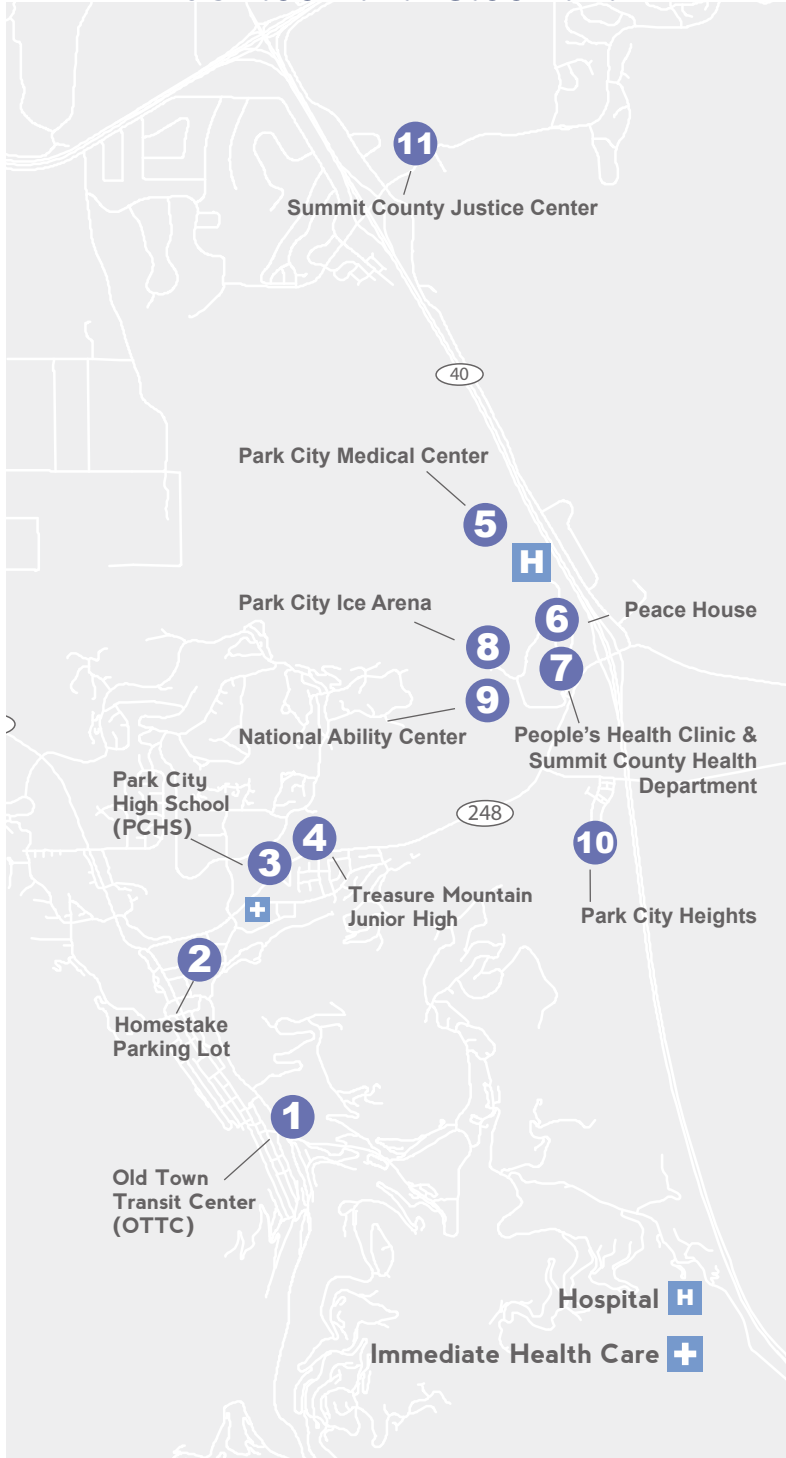 11
Summit County Justice Center
40
Park City Medical Center
5
H
Park City Ice Arena
6
Peace House
8
7
9
National Ability Center
People's Health Clinic &
Summit County Health
Department
Park City
High School
(PCHS)
248
4
3
10
Treasure Mountain
Junior High
Park City Heights
2
Homestake
Parking Lot
1
Old Town
Transit Center
(OTTC)
Hospital H
Immediate Health Care +